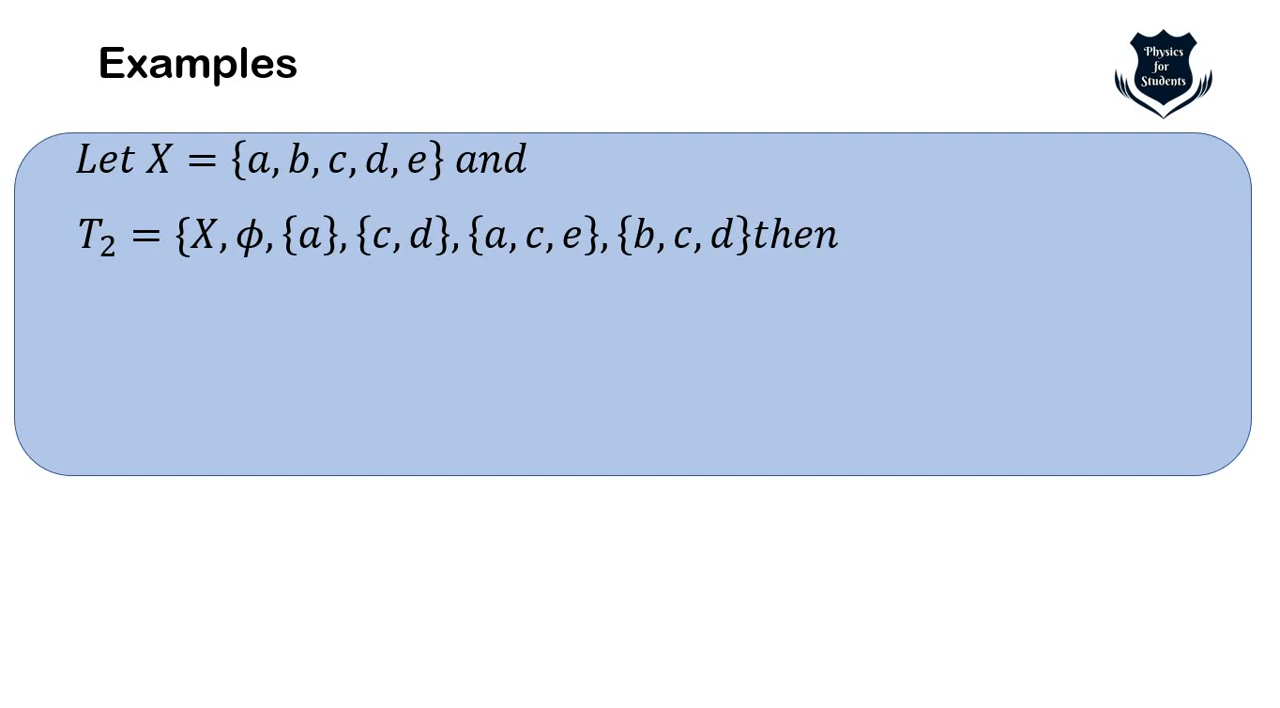 Examples
Physics
for
Students
Let X = {a, b, c, d, e} and
T₂ = {X, ϕ, {a}, {c, d}, {a, c, e}, {b, c, d}then